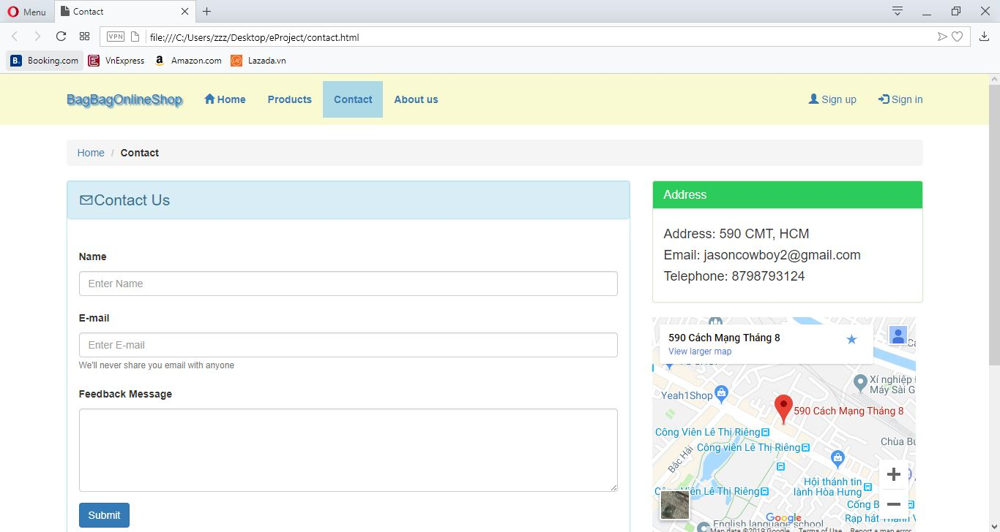 Menu
Contact
VPN
file:///C:/Users/zzz/Desktop/eProject/contact.html
B. Booking.com
E VnExpress
a Amazon.com
Lazada.vn
BagBagOnlineShop
Home
Products
Contact
About us
Sign up
Sign in
Home / Contact
Contact Us
Name
Enter Name
E-mail
Enter E-mail
We'll never share you email with anyone
Feedback Message
Submit
Address
Address: 590 CMT, HCM
Email: jasoncowboy2@gmail.com
Telephone: 8798793124
590 Cách Mạng Tháng 8
View larger map
Xí nghiệp
Máy Sài G
Yeah1Shop
590 Cách Mạng Tháng 8
Công Viên Lê Thị Riêng
Công viên Lê Thị Riêng
Chùa Bu
Bắc Hải
Hội thánh tin
lành Hòa Hưng
Công Viên Lê Thị Riêng
Cống B
Rạp hát
English language school
Google
Map data ©2019 Google
Terms of Use
Report a map error